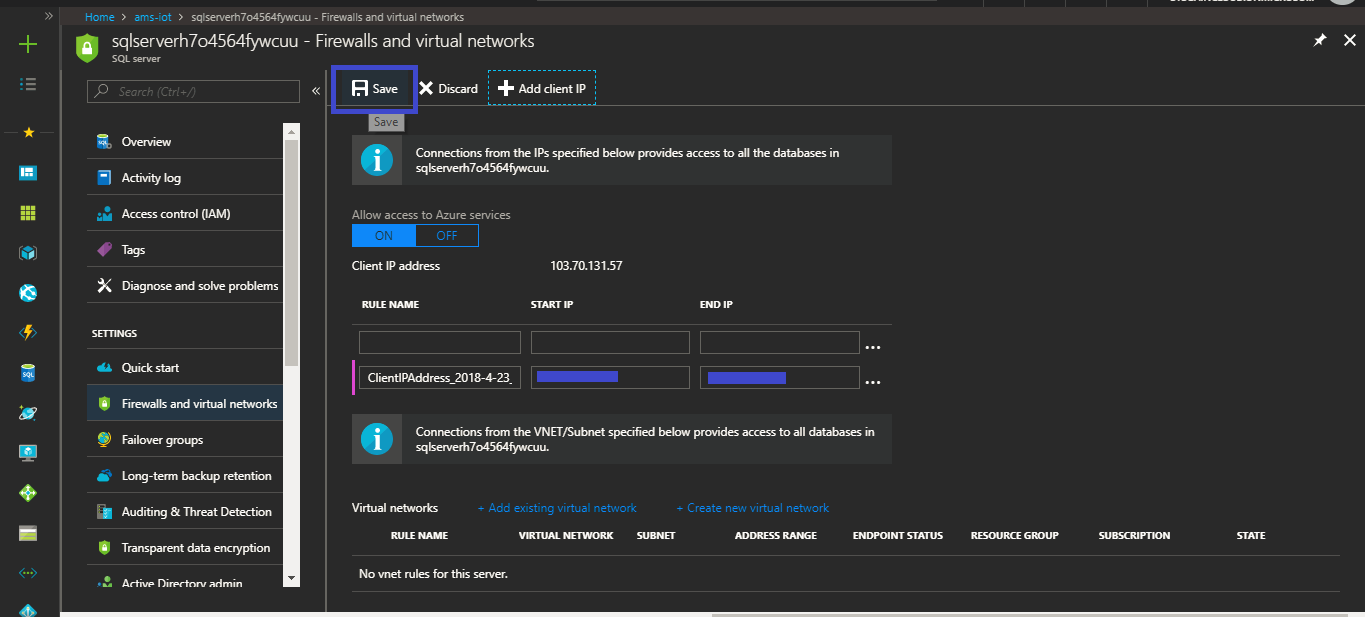 Home > ams-iot > sqlserverh7o4564fywcuu - Firewalls and virtual networks
sqlserverh7o4564fywcuu - Firewalls and virtual networks
SQL server
Search (Ctrl+/)
Overview
Activity log
Access control (IAM)
Tags
Diagnose and solve problems
SETTINGS
Quick start
Firewalls and virtual networks
Failover groups
Long-term backup retention
Auditing & Threat Detection
Transparent data encryption
Active Directory admin
Save
Discard
Add client IP
Save
Connections from the IPs specified below provides access to all the databases in
sqlserverh7o4564fywcuu.
Allow access to Azure services
ON OFF
Client IP address 103.70.131.57
RULE NAME START IP END IP
ClientIPAddress_2018-4-23_
Connections from the VNET/Subnet specified below provides access to all databases in
sqlserverh7o4564fywcuu.
Virtual networks + Add existing virtual network + Create new virtual network
RULE NAME VIRTUAL NETWORK SUBNET ADDRESS RANGE ENDPOINT STATUS RESOURCE GROUP SUBSCRIPTION STATE
No vnet rules for this server.